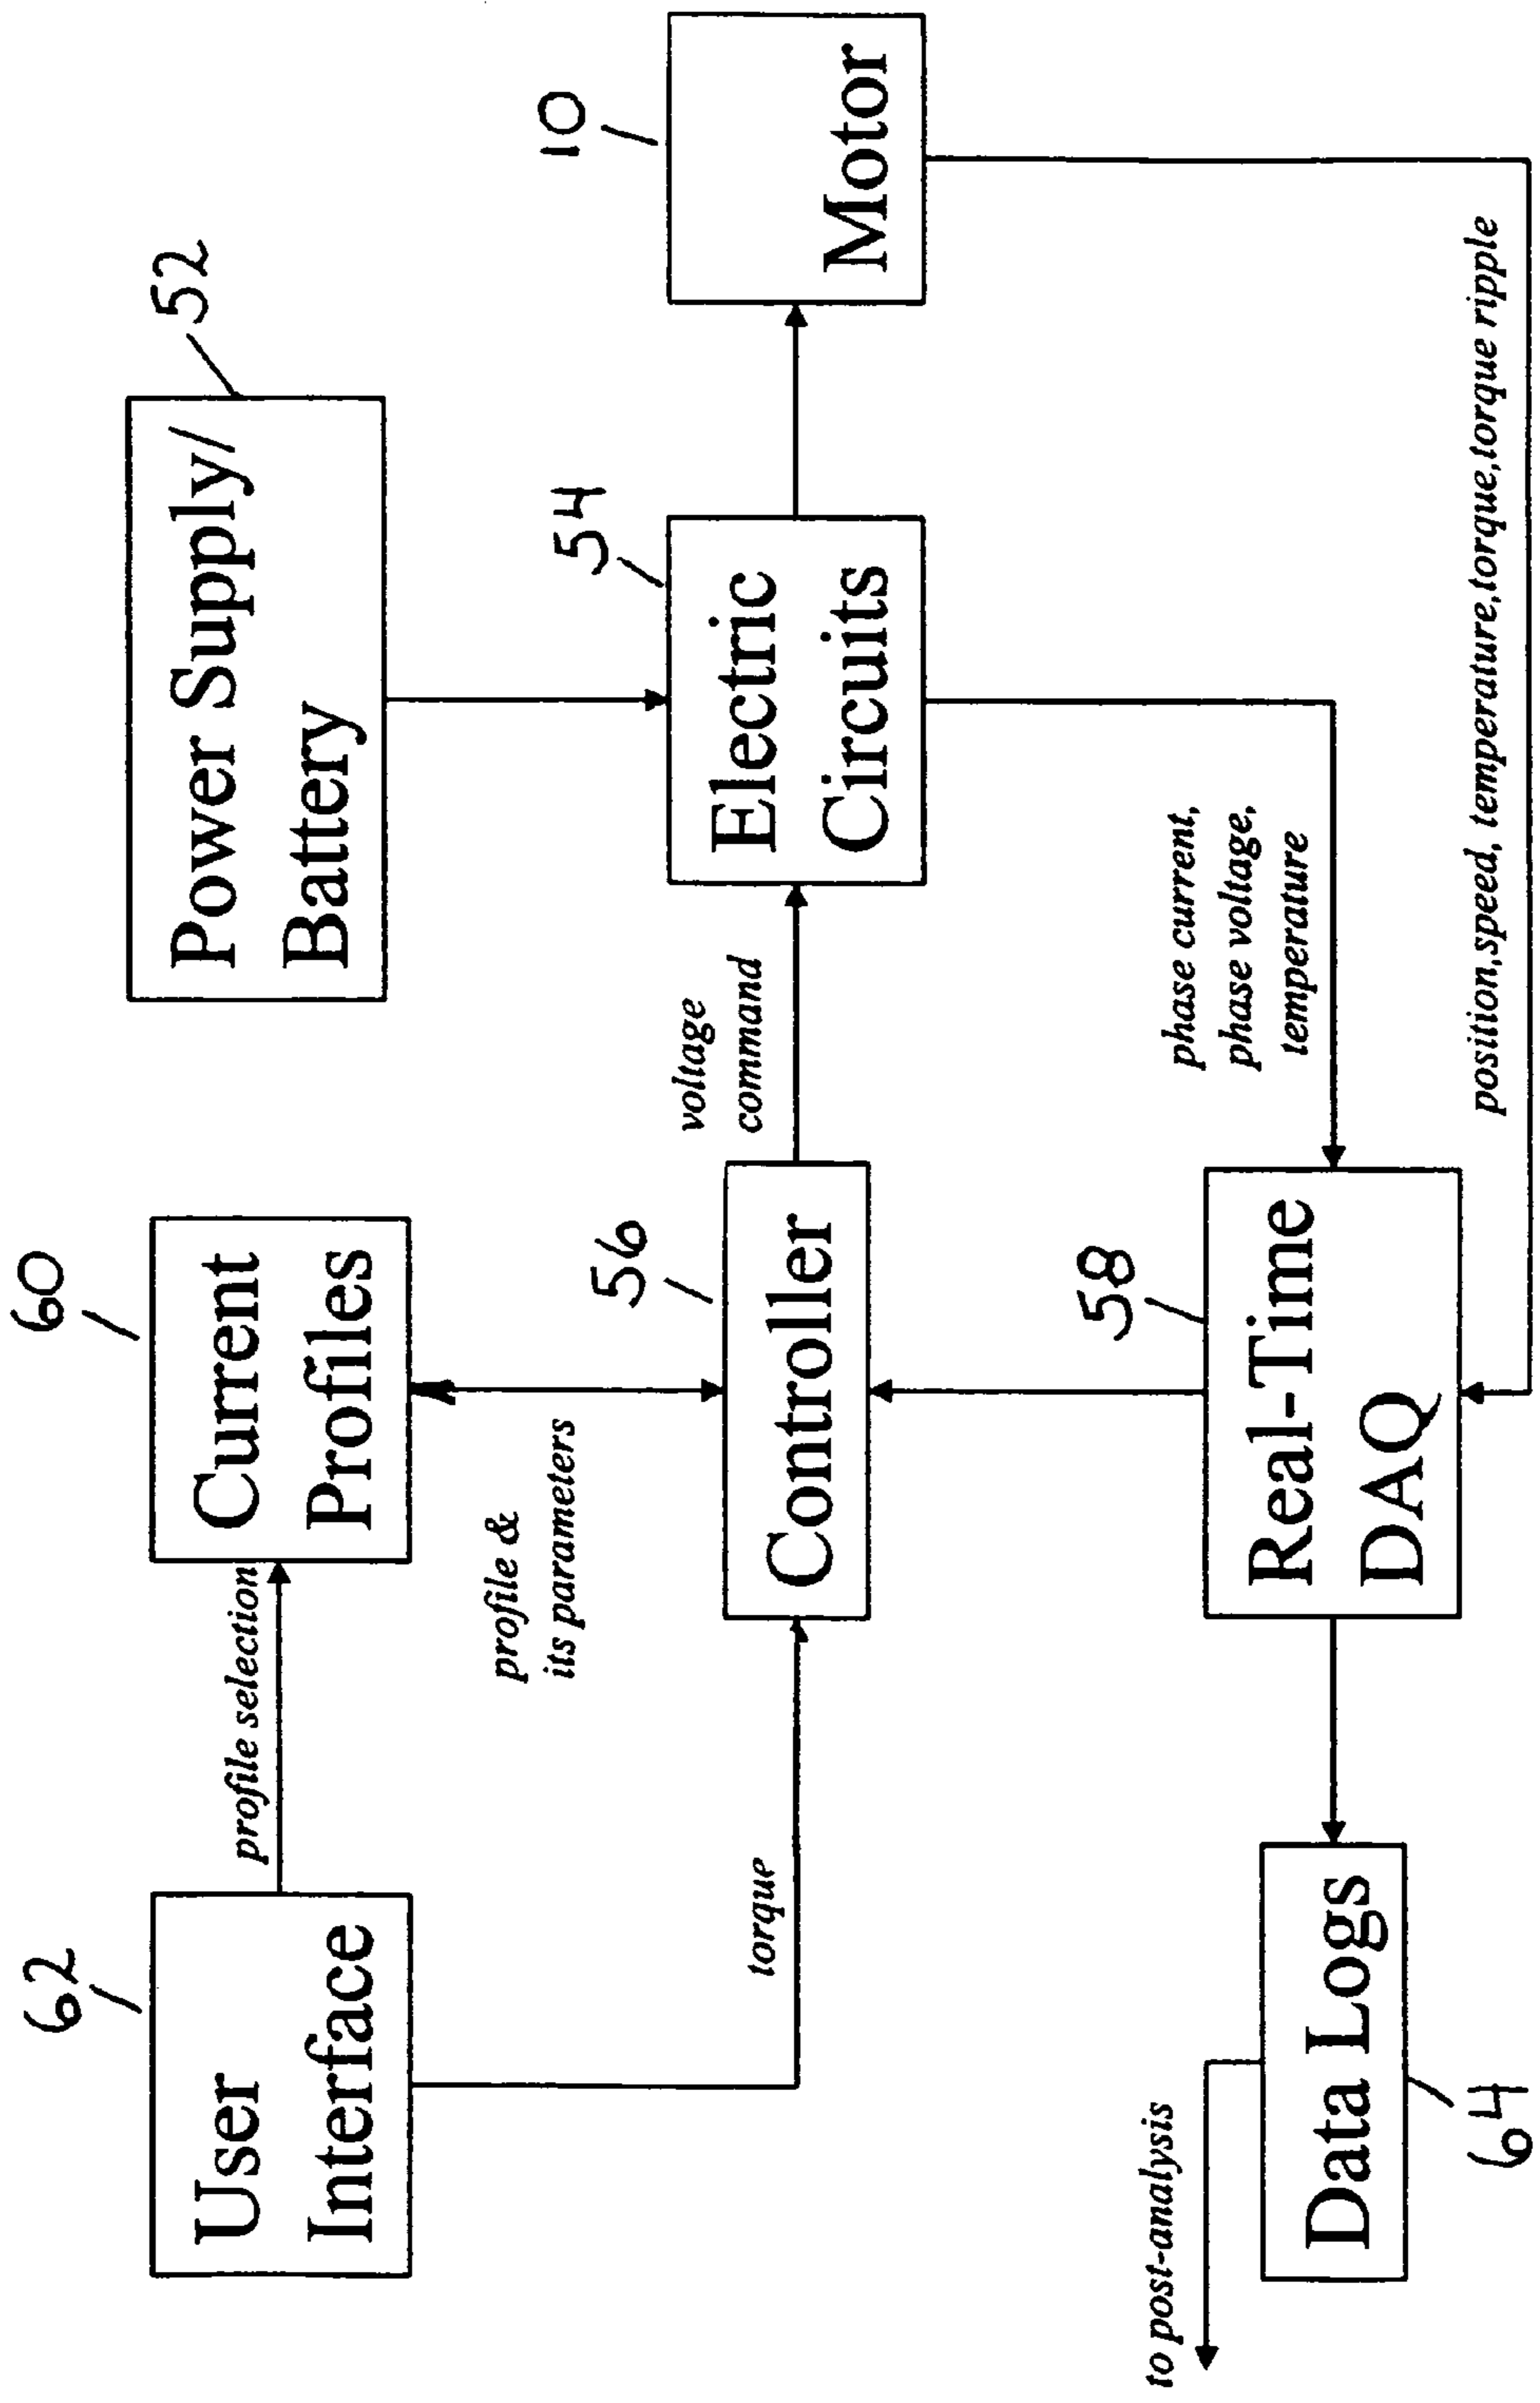 62
User
Interface
profile selection
60
Current
Profiles
Power Supply/
Battery
52
profile &
its parameters
torque
56
Controller
voltage
command
54
Electric
Circuits
10
Motor
58
Real-Time
DAQ
phase current,
phase voltage,
temperature
position,speed, temperature,torque,torque ripple
to post-analysis
Data Logs
64